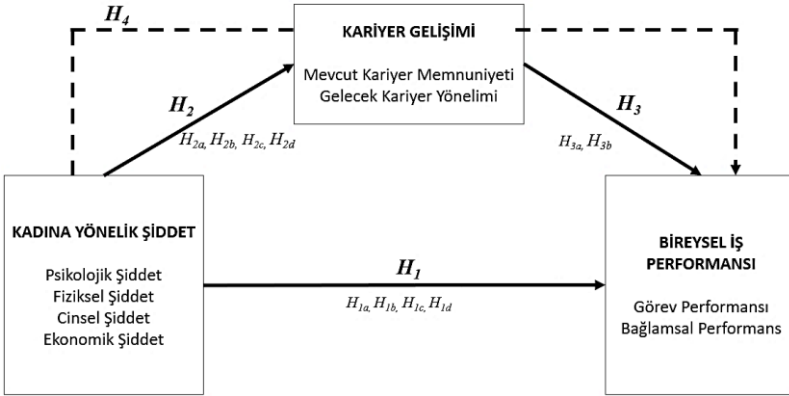 H4
KARİYER GELİŞİMİ
Mevcut Kariyer Memnuniyeti
Gelecek Kariyer Yönelimi
H2
H2a, H2b, H2c, H2d
H3
H3a, H3b
KADINA YÖNELİK ŞİDDET
Psikolojik Şiddet
Fiziksel Şiddet
Cinsel Şiddet
Ekonomik Şiddet
H1
H1a, H1b, H1c, H1d
BİREYSEL İŞ
PERFORMANSI
Görev Performansı
Bağlamsal Performans